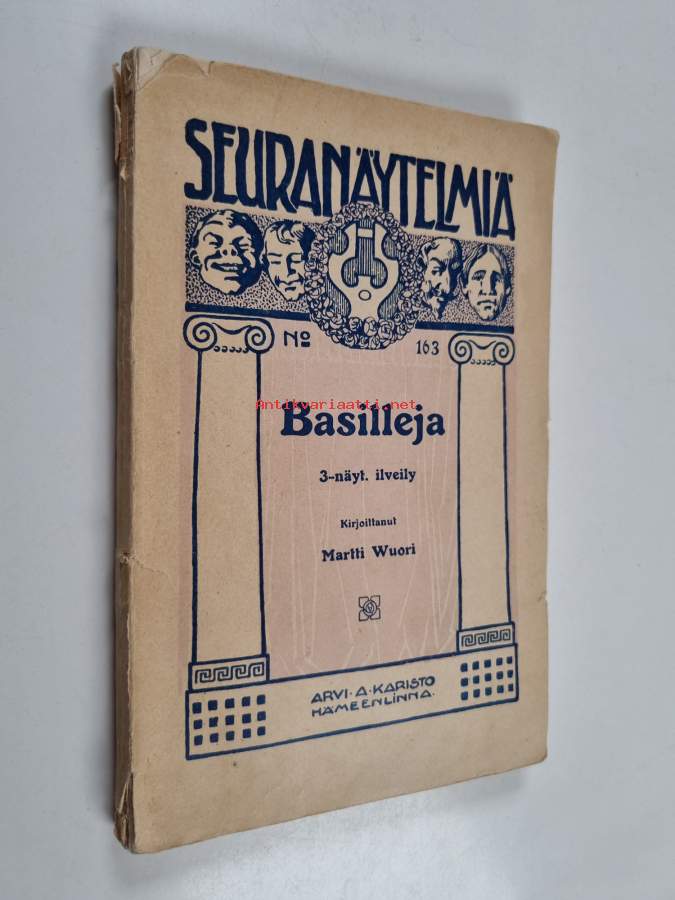 SEURANÄYTELMIÄ
No 163
Antikvariaatti.net
Basilleja
3-näyt. ilveily
Kirjoittanut
Martti Wuori
ARVI·A·KARISTO
HÄMEENLINNA·